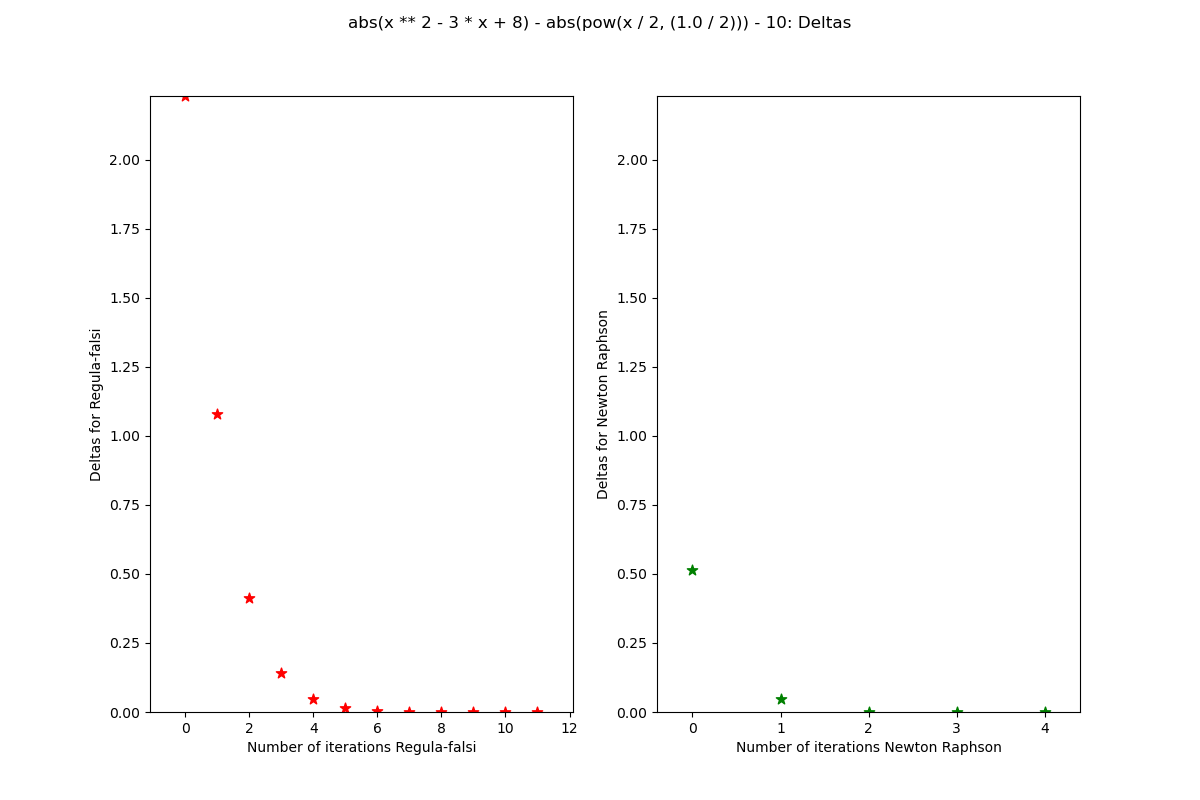 abs(x ** 2 - 3 * x + 8) - abs(pow(x / 2, (1.0 / 2))) - 10: Deltas
Deltas for Regula-falsi
2.00
1.75
1.50
1.25
1.00
0.75
0.50
0.25
0.00
0 2 4 6 8 10 12
Number of iterations Regula-falsi
Deltas for Newton Raphson
2.00
1.75
1.50
1.25
1.00
0.75
0.50
0.25
0.00
0 1 2 3 4
Number of iterations Newton Raphson